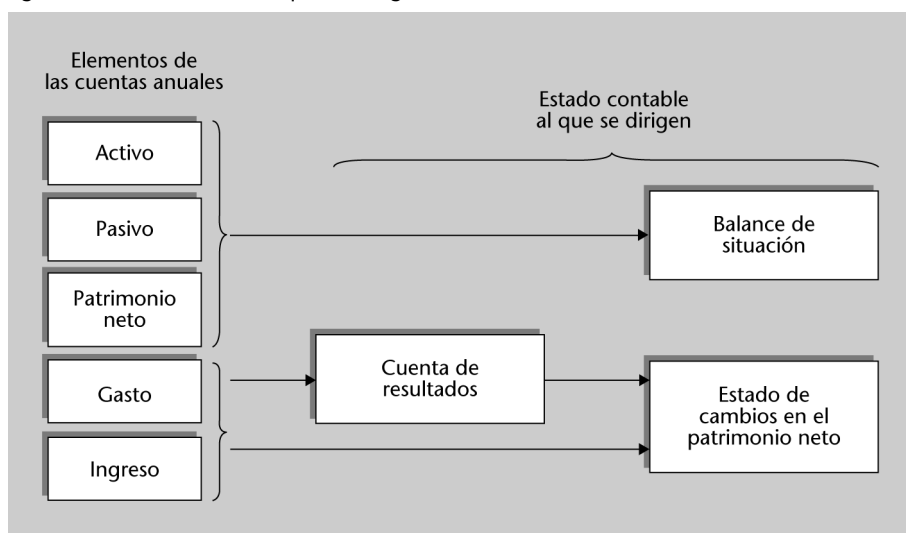 Elementos de
las cuentas anuales
Estado contable
al que se dirigen
Activo
Pasivo
Balance de
situación
Patrimonio
neto
Gasto
Cuenta de
resultados
Estado de
cambios en el
patrimonio neto
Ingreso